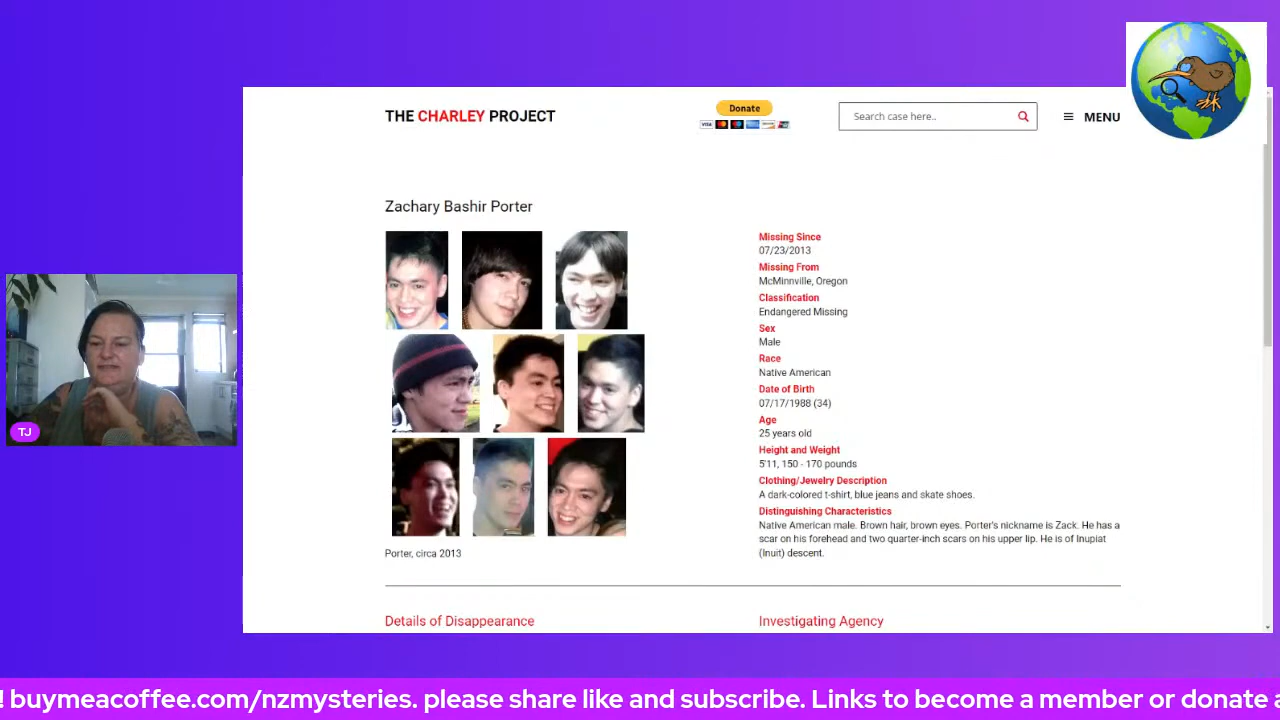 THE CHARLEY PROJECT
Donate
VISA
DISCOVER
Search case here..
≡ MENU
Zachary Bashir Porter
Missing Since
07/23/2013
Missing From
McMinnville, Oregon
Classification
Endangered Missing
Sex
Male
Race
Native American
Date of Birth
07/17/1988 (34)
Age
25 years old
Height and Weight
5'11, 150 - 170 pounds
Clothing/Jewelry Description
A dark-colored t-shirt, blue jeans and skate shoes.
Distinguishing Characteristics
Native American male. Brown hair, brown eyes. Porter's nickname is Zack. He has a
scar on his forehead and two quarter-inch scars on his upper lip. He is of Inupiat
(Inuit) descent.
Porter, circa 2013
Details of Disappearance
Investigating Agency
TJ
! buymeacoffee.com/nzmysteries. please share like and subscribe. Links to become a member or donate a